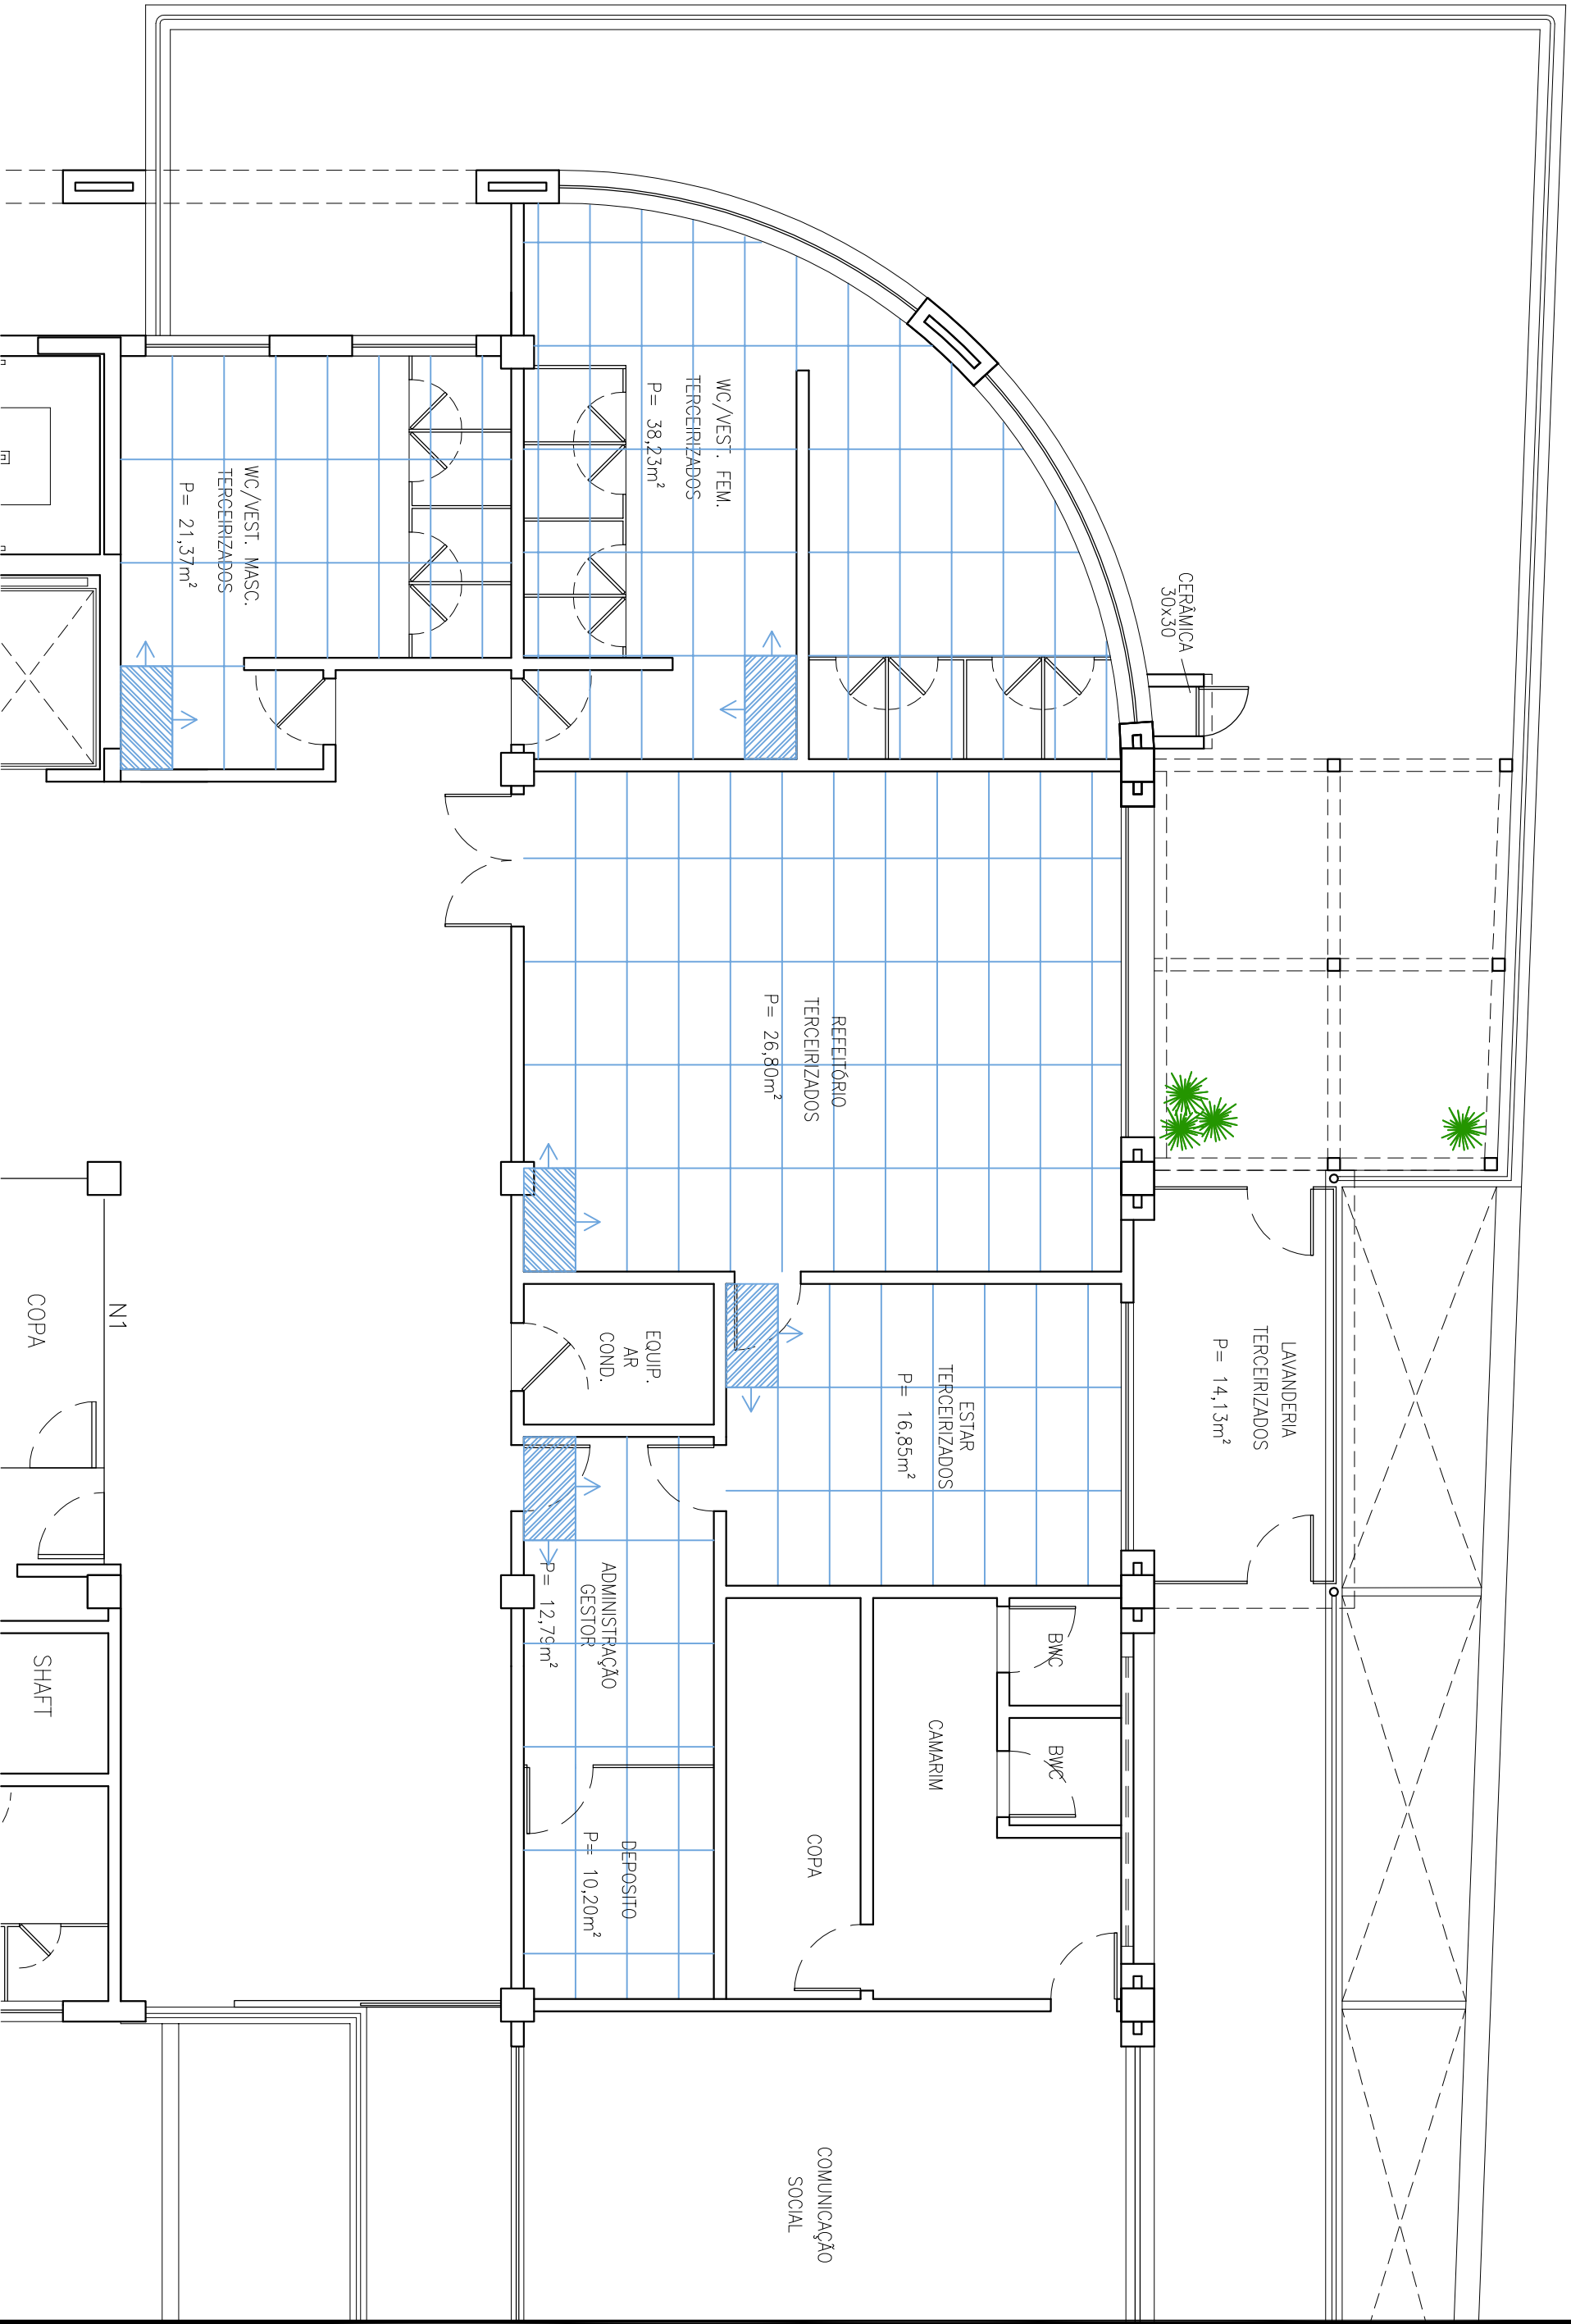 CERÂMICA
30x30
WC/VEST. FEM.
TERCEIRIZADOS
P= 38,23m²
WC/VEST. MASC.
TERCEIRIZADOS
P= 21,37m²
REFEITÓRIO
TERCEIRIZADOS
P= 26,80m²
LAVANDERIA
TERCEIRIZADOS
P= 14,13m²
ESTAR
TERCEIRIZADOS
P= 16,85m²
EQUIP.
AR
COND.
N1
COPA
ADMINISTRAÇÃO
GESTOR
P= 12,79m²
BWC
BWC
CAMARIM
COPA
SHAFT
DEPOSITO
P= 10,20m²
COMUNICAÇÃO
SOCIAL